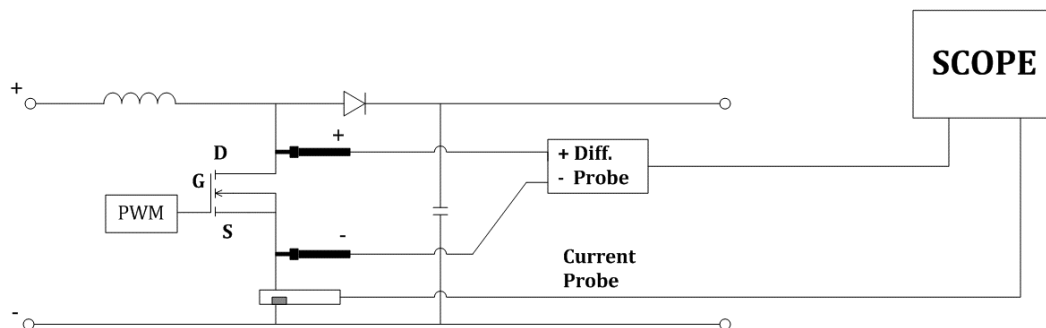 SCOPE
+
+
D
+ Diff.
- Probe
G
PWM
S
-
Current
Probe
-